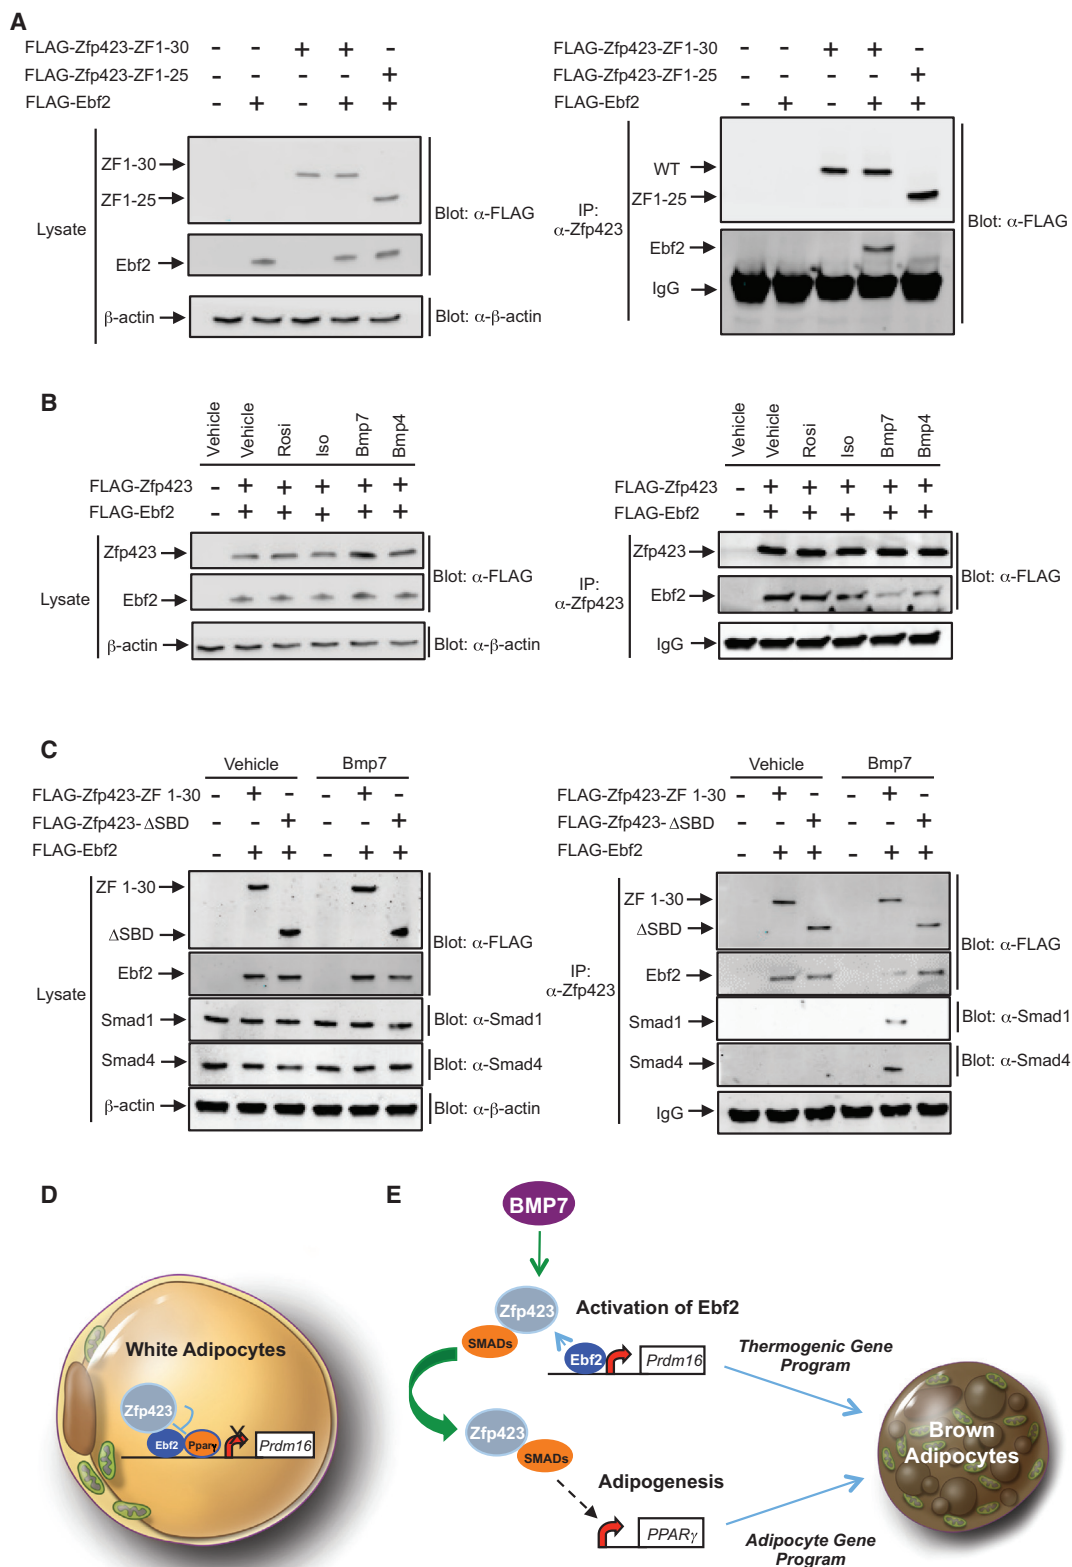 A
FLAG-Zfp423-ZF1-30 - - + + -
FLAG-Zfp423-ZF1-25 - - - - +
FLAG-Ebf2 - + - + +
ZF1-30
ZF1-25
Ebf2
β-actin
Lysate
Blot: α-FLAG
Blot: α-β-actin
FLAG-Zfp423-ZF1-30 - - + + -
FLAG-Zfp423-ZF1-25 - - - - +
FLAG-Ebf2 - + - + +
WT
ZF1-25
Ebf2
IgG
IP:
α-Zfp423
Blot: α-FLAG
B
Vehicle Vehicle Rosi Iso Bmp7 Bmp4
FLAG-Zfp423 - + + + + +
FLAG-Ebf2 - + + + + +
Zfp423
Ebf2
β-actin
Lysate
Blot: α-FLAG
Blot: α-β-actin
Vehicle Vehicle Rosi Iso Bmp7 Bmp4
FLAG-Zfp423 - + + + + +
FLAG-Ebf2 - + + + + +
Zfp423
Ebf2
IgG
IP:
α-Zfp423
Blot: α-FLAG
C
Vehicle Bmp7
FLAG-Zfp423-ZF 1-30 - + - - + -
FLAG-Zfp423-ΔSBD - - + - - +
FLAG-Ebf2 - + + - + +
ZF 1-30
ΔSBD
Ebf2
Smad1
Smad4
β-actin
Lysate
Blot: α-FLAG
Blot: α-Smad1
Blot: α-Smad4
Blot: α-β-actin
Vehicle Bmp7
FLAG-Zfp423-ZF 1-30 - + - - + -
FLAG-Zfp423-ΔSBD - - + - - +
FLAG-Ebf2 - + + - + +
ZF 1-30
ΔSBD
Ebf2
Smad1
Smad4
IgG
IP:
α-Zfp423
Blot: α-FLAG
Blot: α-Smad1
Blot: α-Smad4
D
White Adipocytes
Zfp423
Ebf2
Pparγ
X
Prdm16
E
BMP7
Zfp423
SMADs
Activation of Ebf2
Ebf2
Prdm16
Thermogenic Gene
Program
Zfp423
SMADs
Adipogenesis
PPARγ
Adipocyte Gene
Program
Brown
Adipocytes